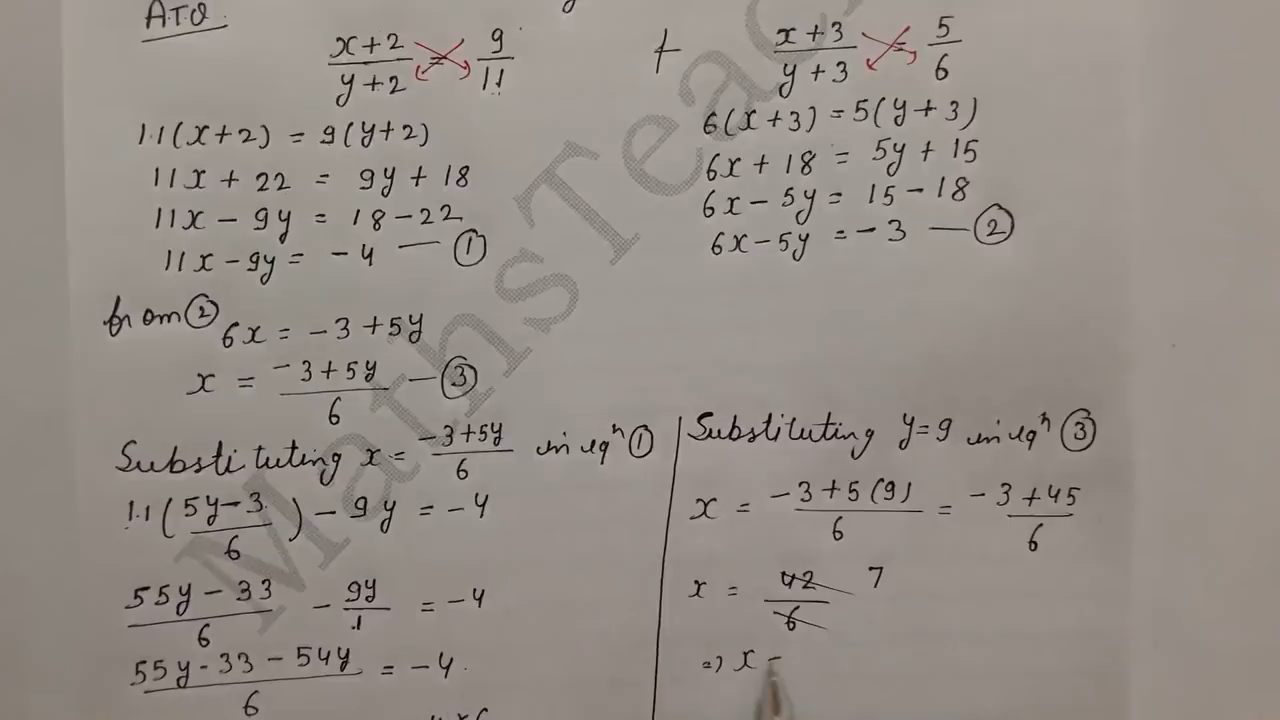 A.T.Q.
x+2/y+2 = 9/11 + x+3/y+3 = 5/6
11(x+2) = 9(y+2)
11x + 22 = 9y + 18
11x - 9y = 18 - 22
11x - 9y = -4 — ①
6(x+3) = 5(y+3)
6x + 18 = 5y + 15
6x - 5y = 15 - 18
6x - 5y = -3 — ②
from ②
6x = -3 + 5y
x = -3+5y/6 — ③
Substituting x = -3+5y/6 in eqⁿ ①
11(5y-3/6) - 9y = -4
55y - 33/6 - 9y/1 = -4
55y - 33 - 54y/6 = -4
Substituting y=9 in eqⁿ ③
x = -3+5(9)/6 = -3+45/6
x = 42/6 7
=) x -
MathsTeac